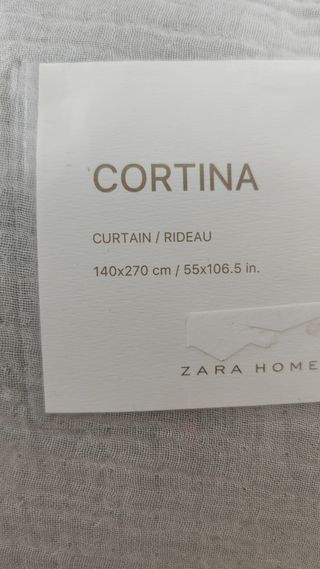 CORTINA
CURTAIN / RIDEAU
140x270 cm / 55x106.5 in.
ZARA HOME